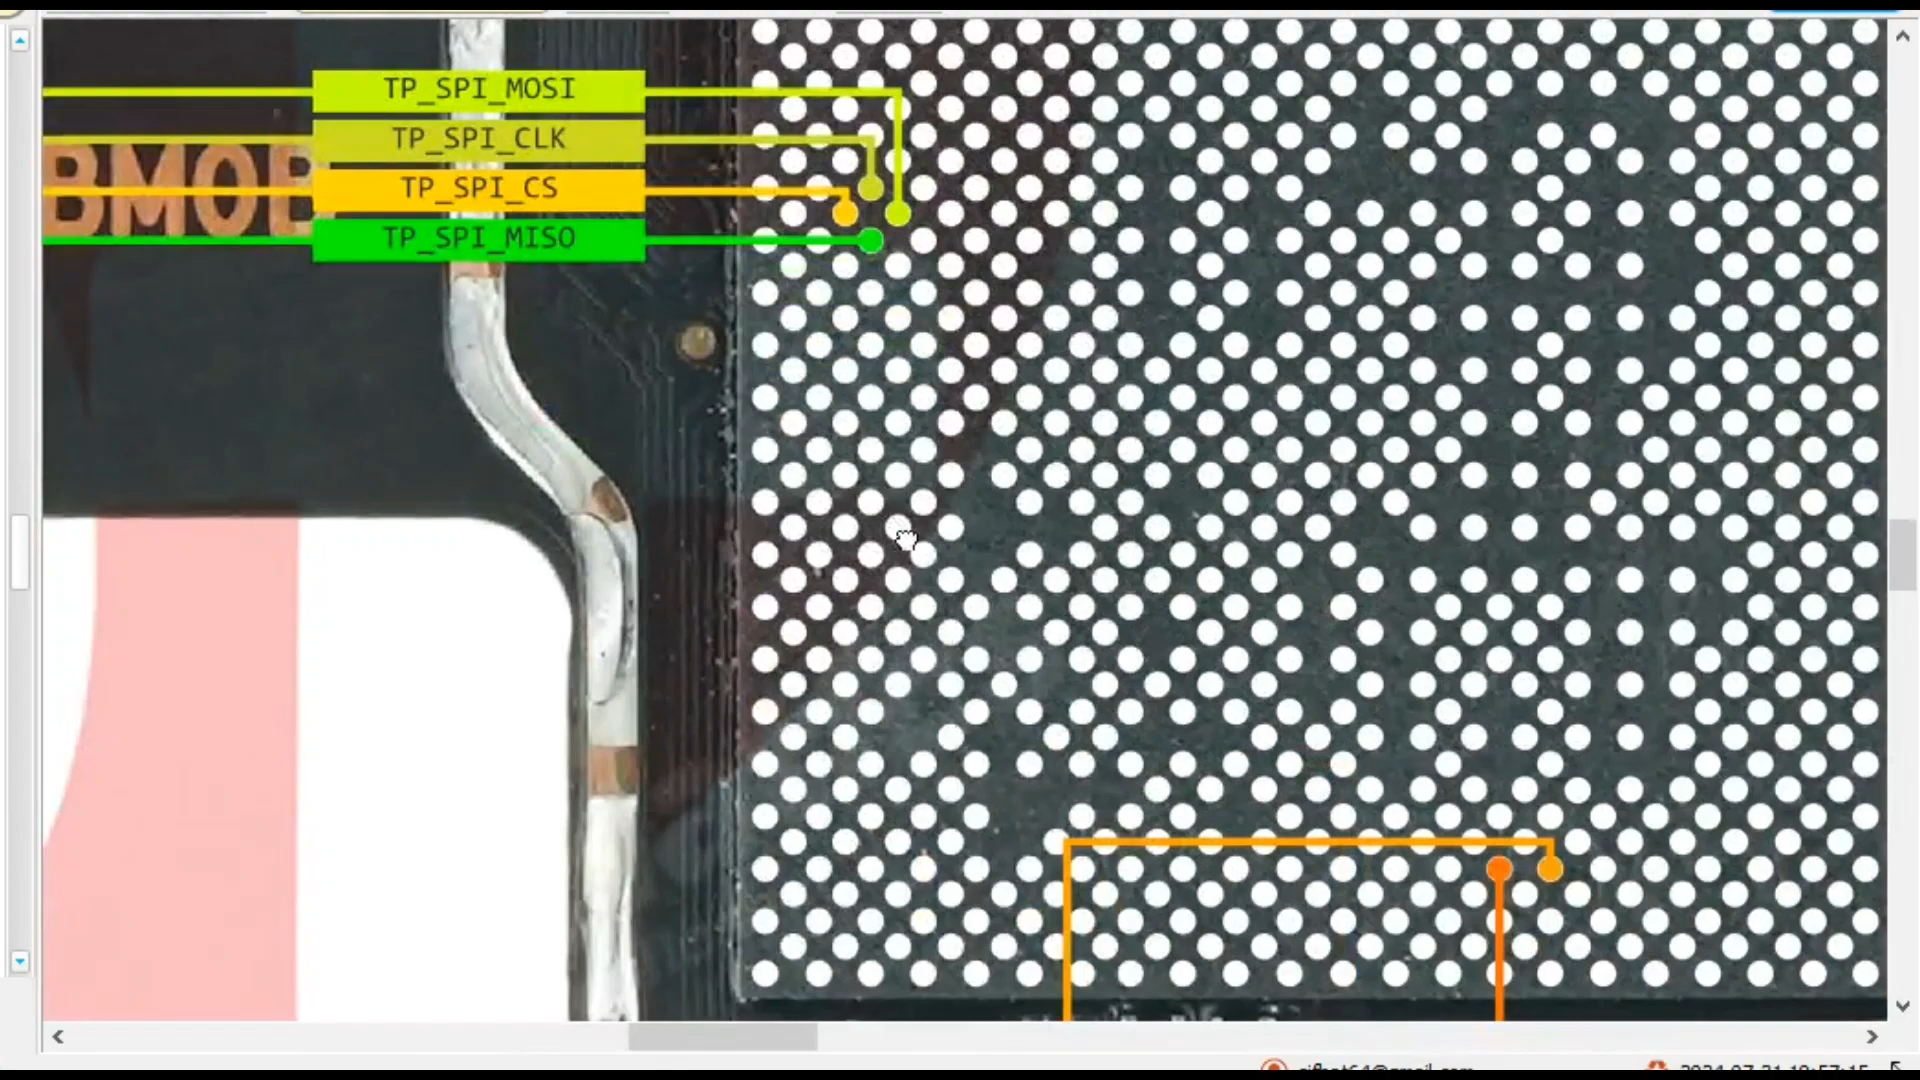 TP_SPI_MOSI
TP_SPI_CLK
BMOB
TP_SPI_CS
TP_SPI_MISO